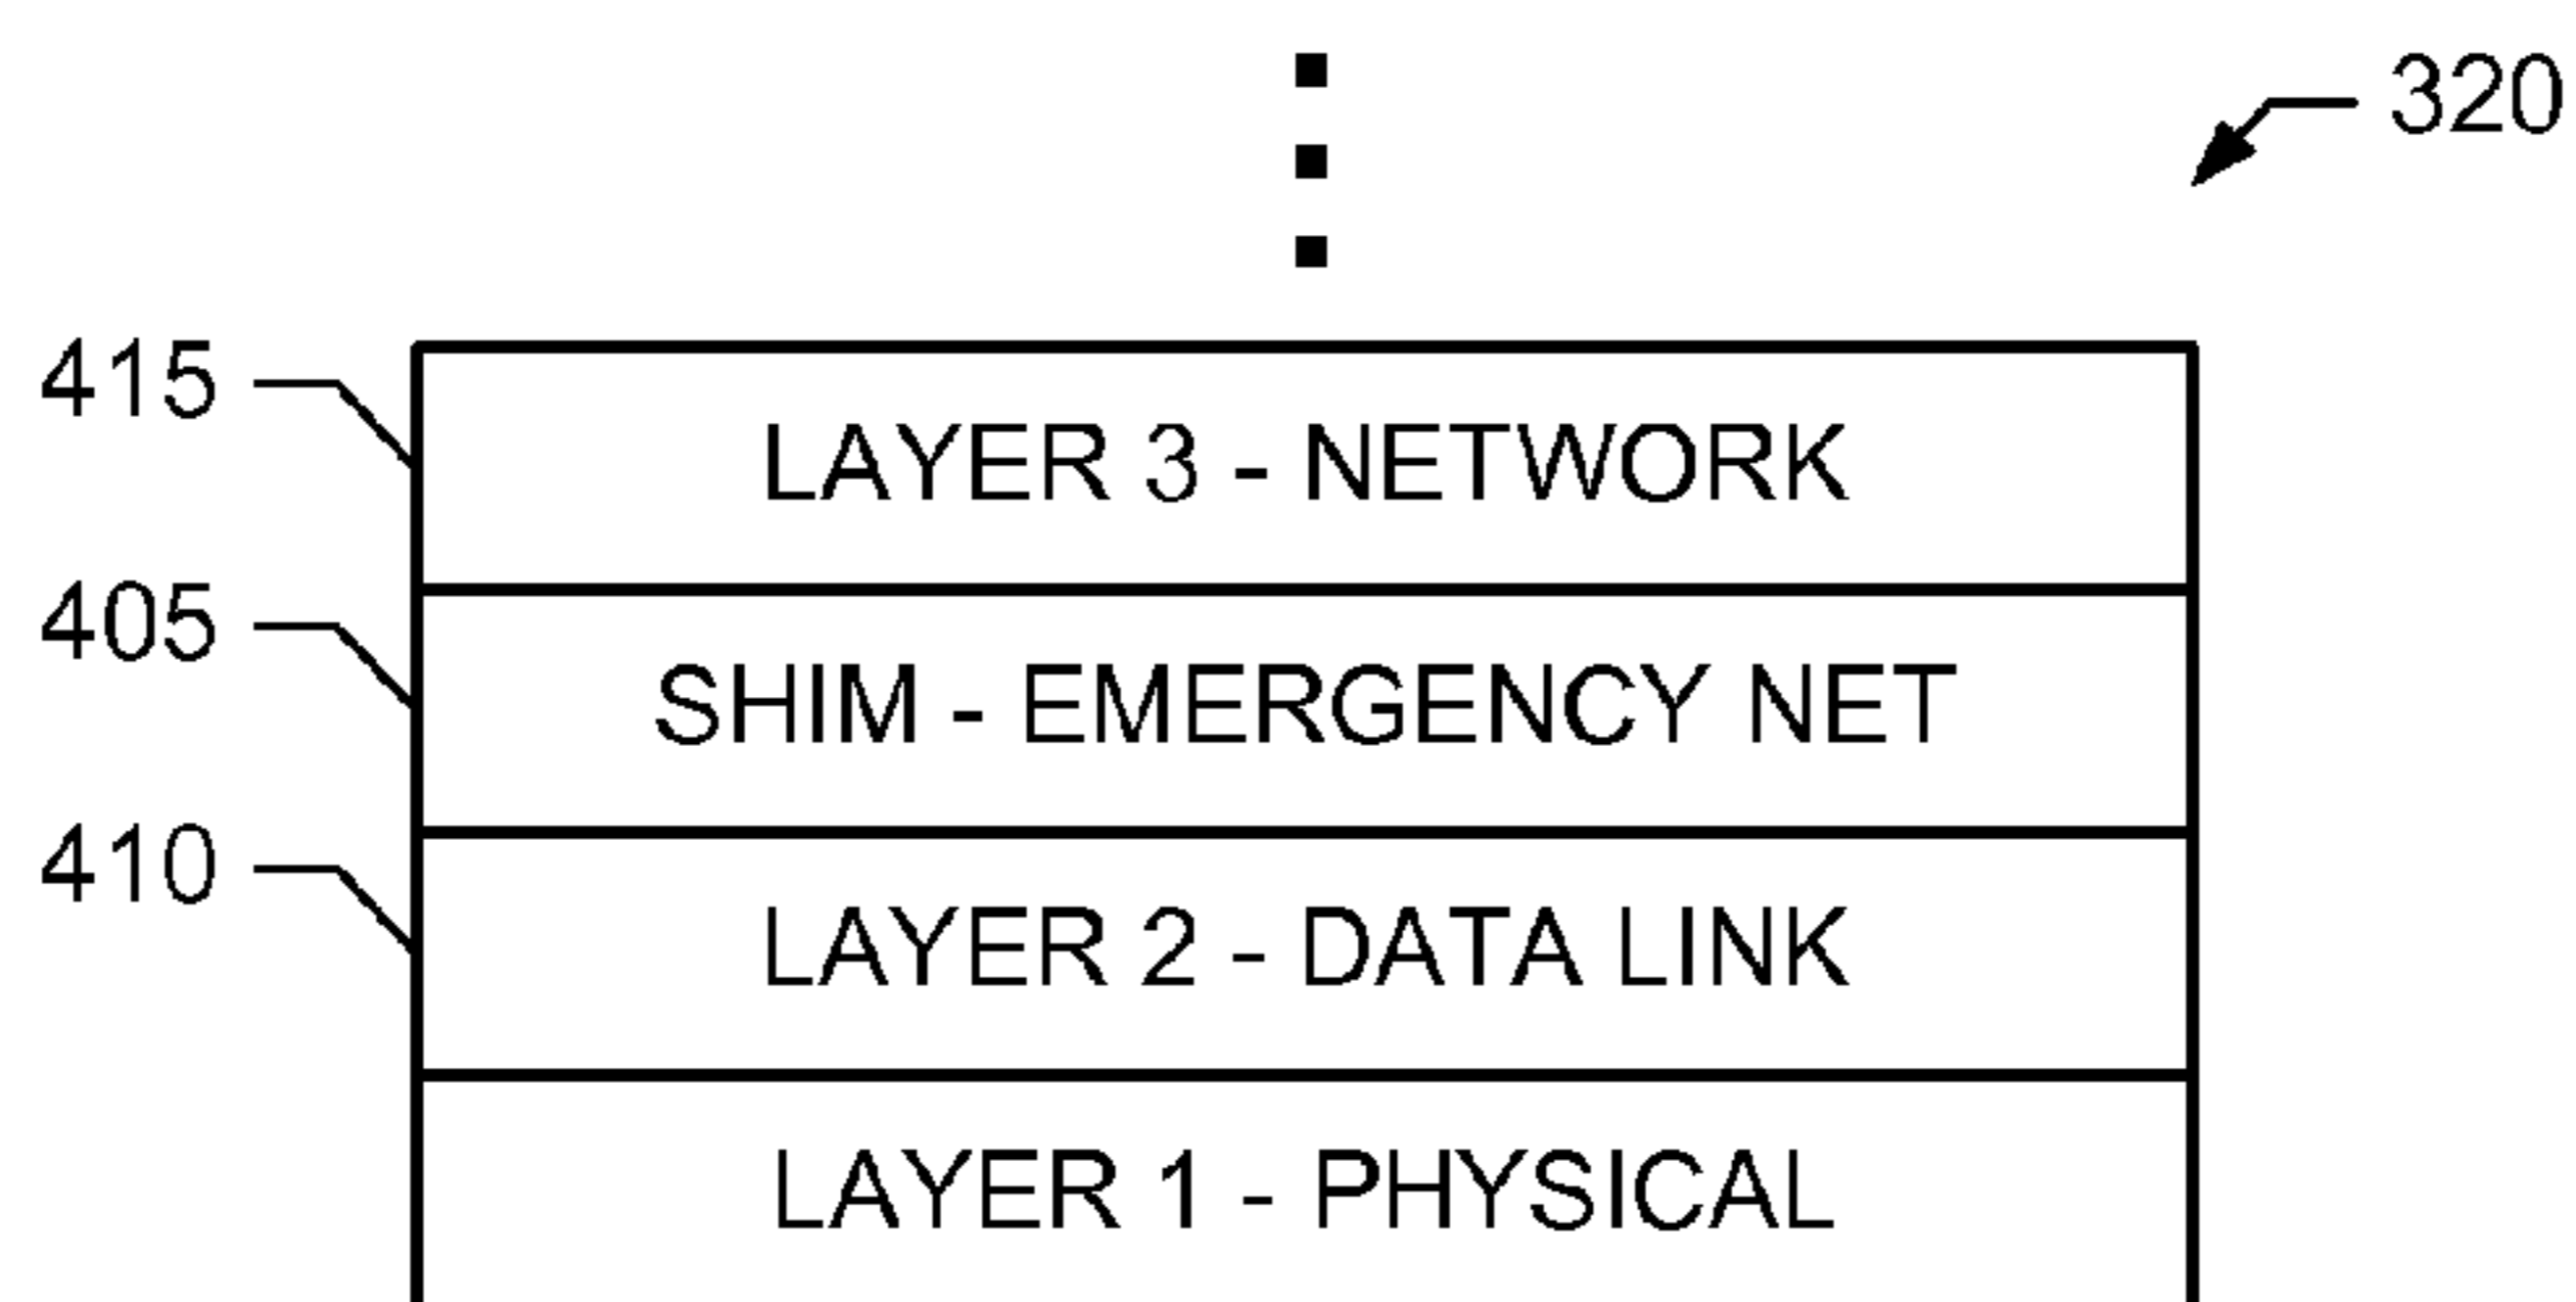 320
415
LAYER 3 - NETWORK
405
SHIM - EMERGENCY NET
410
LAYER 2 - DATA LINK
LAYER 1 - PHYSICAL